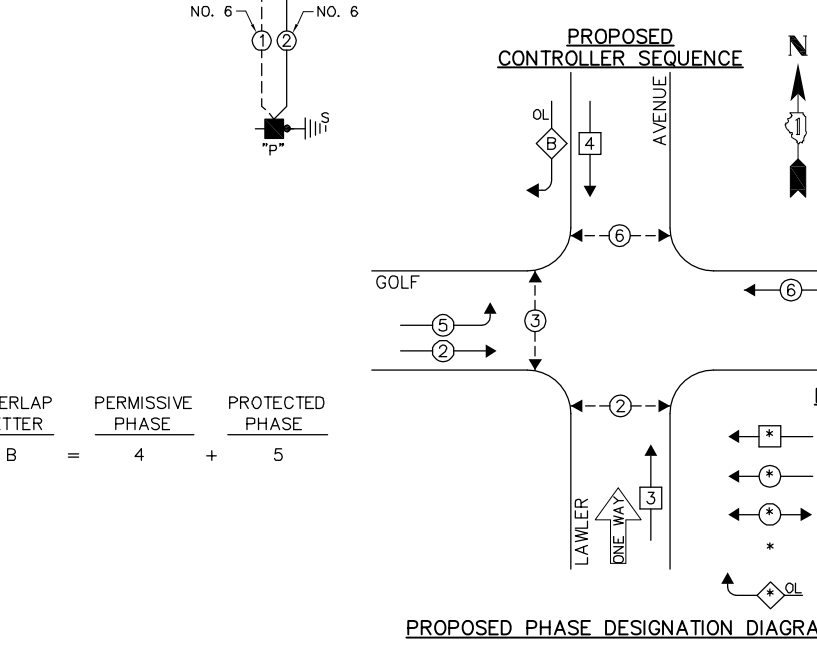 NO. 6
NO. 6
1
2
S
"P"
PROPOSED
CONTROLLER SEQUENCE
N
1
AVENUE
OL
B
4
6
GOLF
6
5
3
2
ERLAP
TTER
PERMISSIVE
PHASE
PROTECTED
PHASE
B = 4 + 5
2
*
*
*
*
* OL
3
LAWLER
ONE WAY
PROPOSED PHASE DESIGNATION DIAGRA